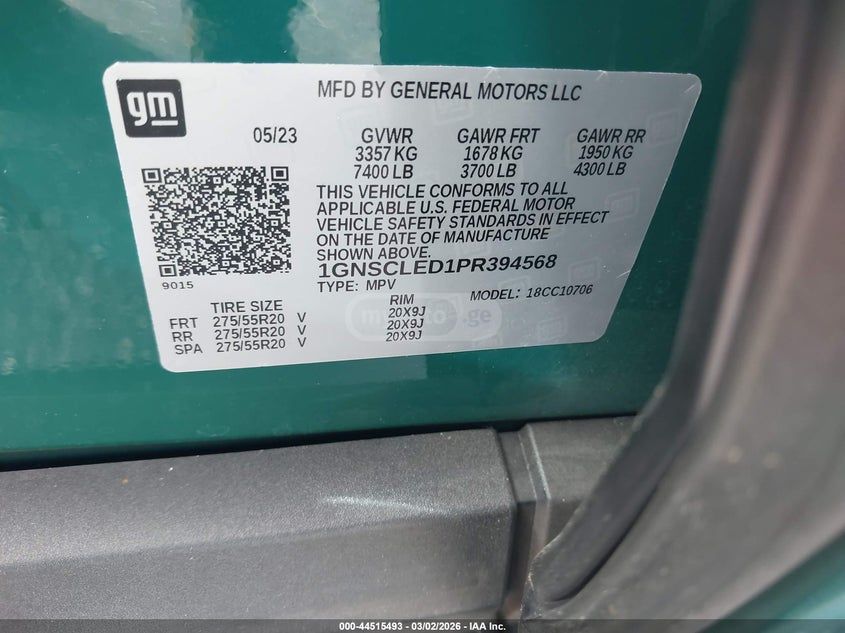 gm
MFD BY GENERAL MOTORS LLC
05/23 GVWR GAWR FRT GAWR RR
3357 KG 1678 KG 1950 KG
7400 LB 3700 LB 4300 LB
THIS VEHICLE CONFORMS TO ALL
APPLICABLE U.S. FEDERAL MOTOR
VEHICLE SAFETY STANDARDS IN EFFECT
ON THE DATE OF MANUFACTURE
SHOWN ABOVE.
9015
1GNSCLED1PR394568
TYPE: MPV MODEL: 18CC10706
TIRE SIZE RIM
FRT 275/55R20 V 20X9J
RR 275/55R20 V 20X9J
SPA 275/55R20 V 20X9J
.ge
000-44515493 - 03/02/2026 - IAA Inc.